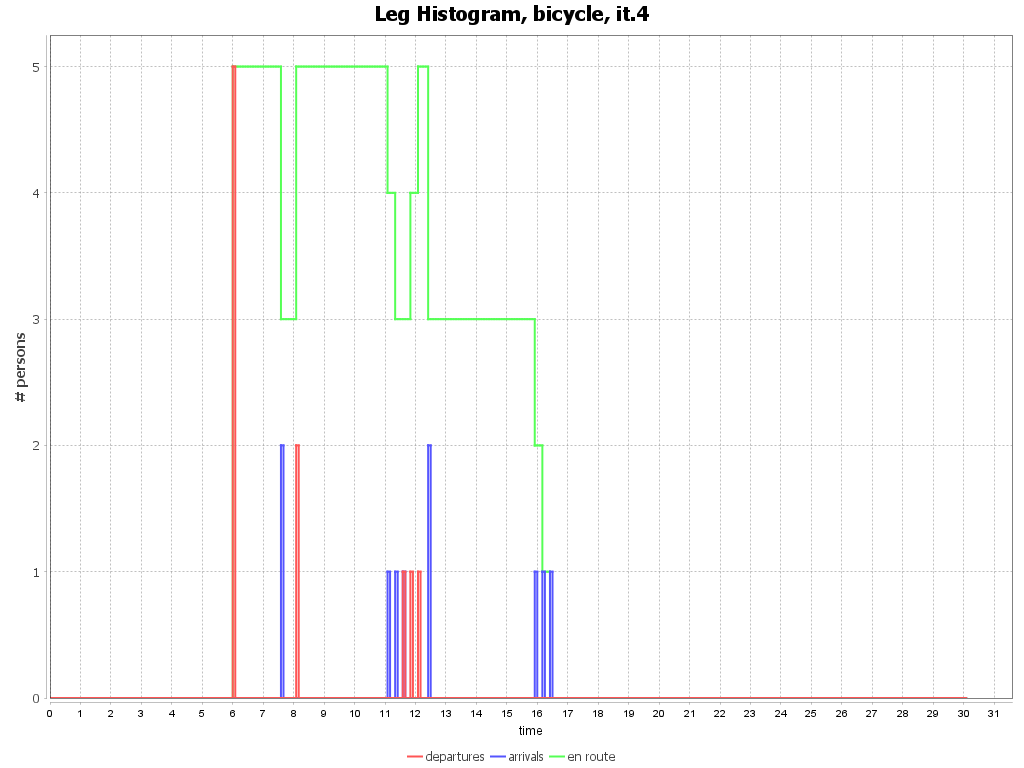 Leg Histogram, bicycle, it.4
5
4
3
2
1
0
# persons
0 1 2 3 4 5 6 7 8 9 10 11 12 13 14 15 16 17 18 19 20 21 22 23 24 25 26 27 28 29 30 31
time
departures arrivals en route